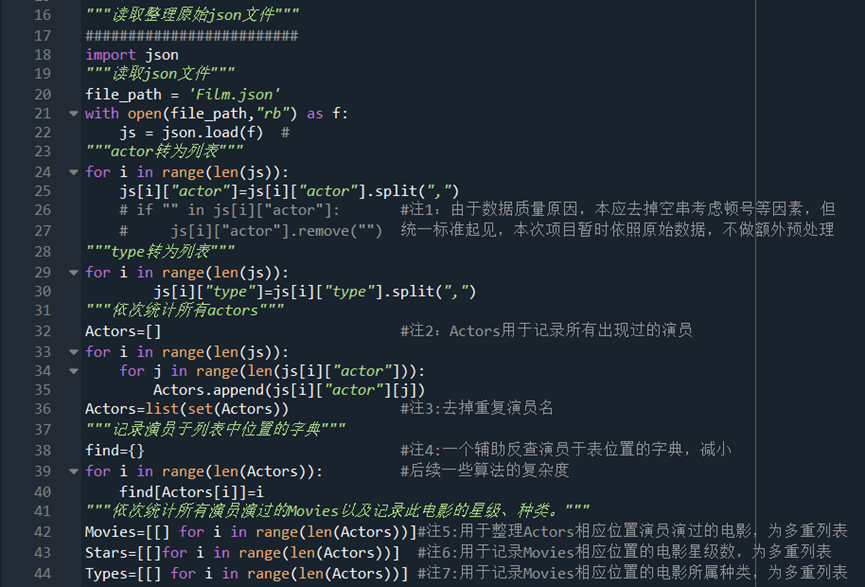 16 """读取整理原始json文件"""
17 #########################
18 import json
19 """读取json文件"""
20 file_path = 'Film.json'
21 with open(file_path,"rb") as f:
22     js = json.load(f)  #
23 """actor转为列表"""
24 for i in range(len(js)):
25     js[i]["actor"]=js[i]["actor"].split(",")
26     # if "" in js[i]["actor"]:       #注1：由于数据质量原因，本应去掉空串考虑顿号等因素，但
27     #     js[i]["actor"].remove("")  统一标准起见，本次项目暂时依照原始数据，不做额外预处理
28 """type转为列表"""
29 for i in range(len(js)):
30         js[i]["type"]=js[i]["type"].split(",")
31 """依次统计所有actors"""
32 Actors=[]                            #注2：Actors用于记录所有出现过的演员
33 for i in range(len(js)):
34     for j in range(len(js[i]["actor"])):
35         Actors.append(js[i]["actor"][j])
36 Actors=list(set(Actors))             #注3:去掉重复演员名
37 """记录演员于列表中位置的字典"""
38 find={}                              #注4:一个辅助反查演员于表位置的字典，减小
39 for i in range(len(Actors)):         #后续一些算法的复杂度
40     find[Actors[i]]=i
41 """依次统计所有演员演过的Movies以及记录此电影的星级、种类。"""
42 Movies=[[] for i in range(len(Actors))]#注5:用于整理Actors相应位置演员演过的电影，为多重列表
43 Stars=[[]for i in range(len(Actors))]  #注6:用于记录Movies相应位置的电影星级数，为多重列表
44 Types=[[] for i in range(len(Actors))] #注7:用于记录Movies相应位置的电影所属种类，为多重列表